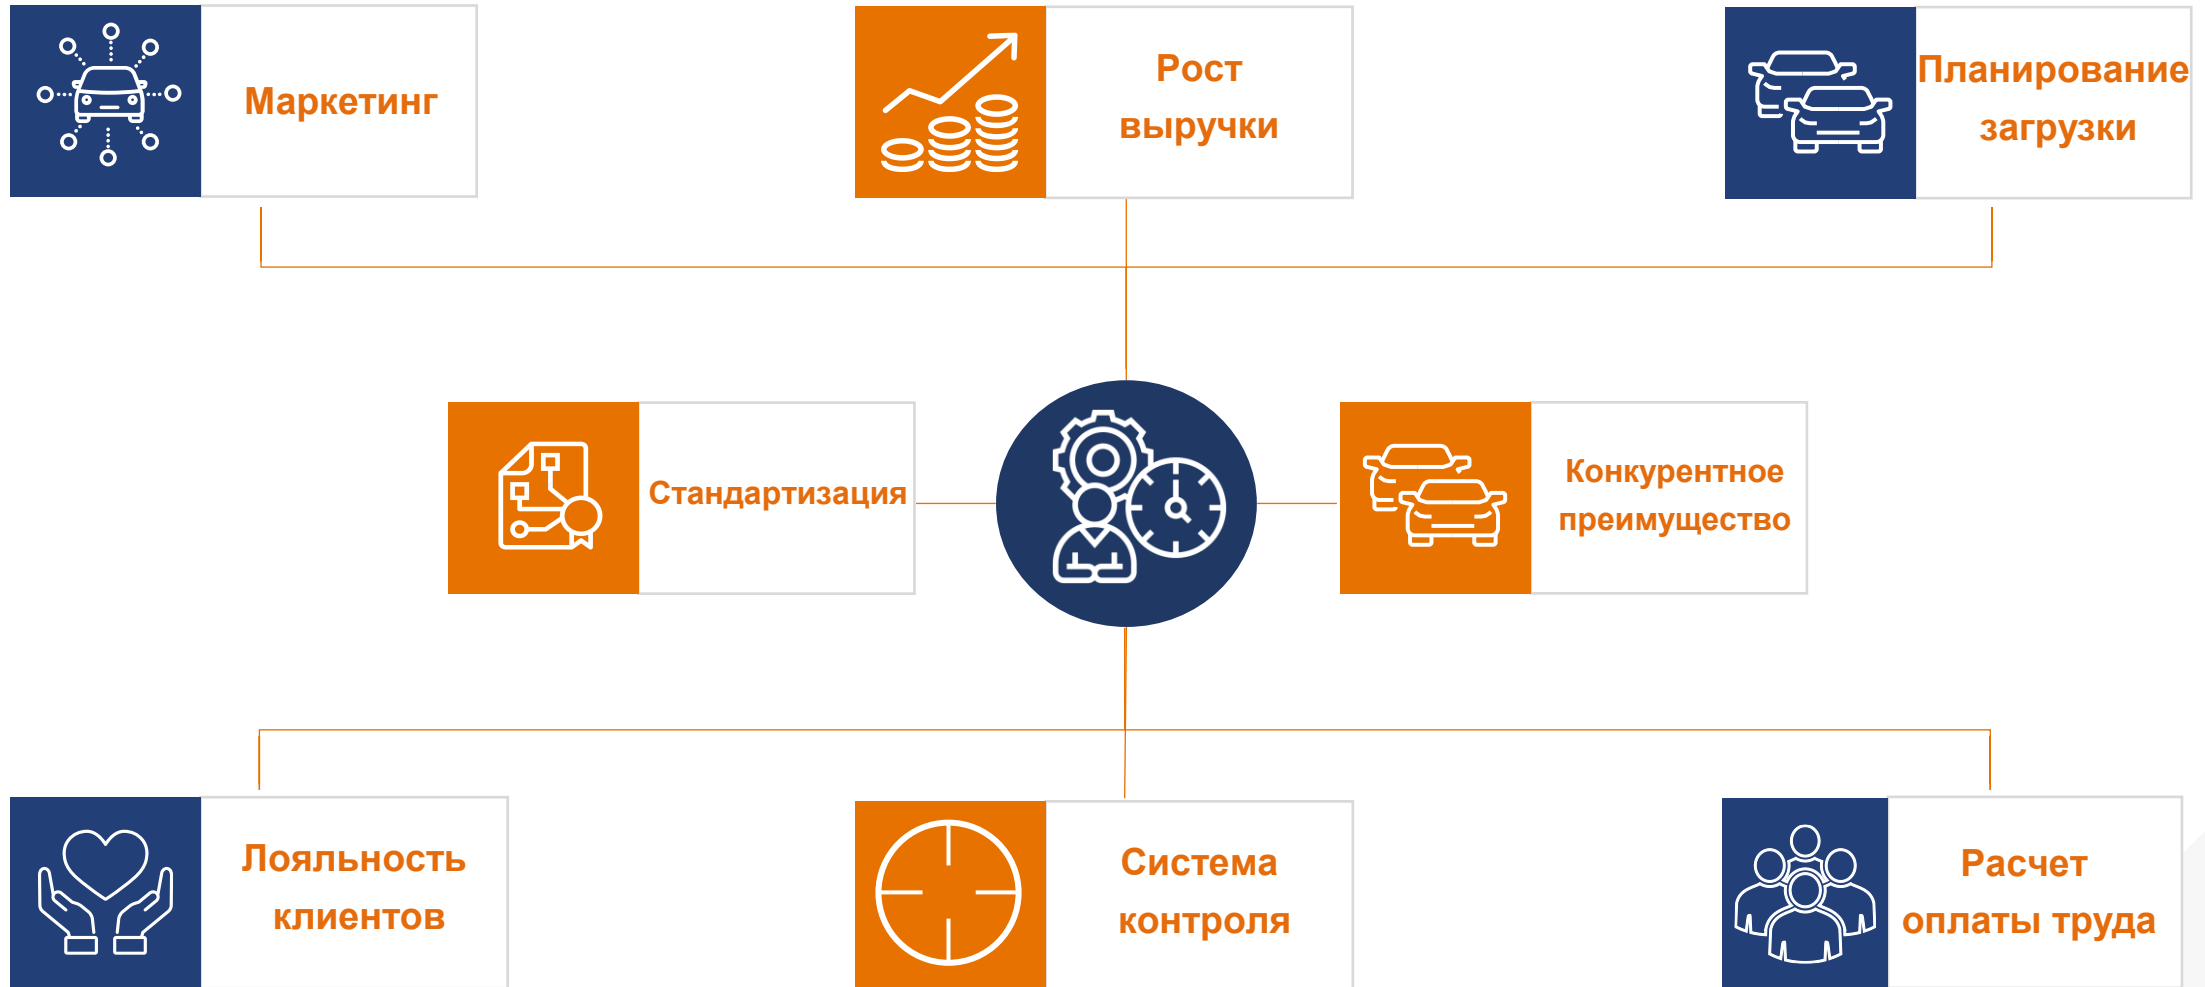 Маркетинг
Рост
выручки
Планирование
загрузки
Стандартизация
Конкурентное
преимущество
Лояльность
клиентов
Система
контроля
Расчет
оплаты труда